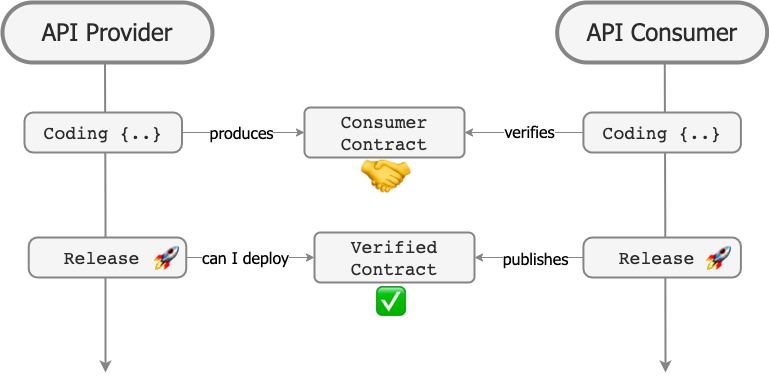 API Provider
API Consumer
Coding {..}
produces
Consumer
Contract
verifies
Coding {..}
Release 🚀
can I deploy
Verified
Contract
publishes
Release 🚀